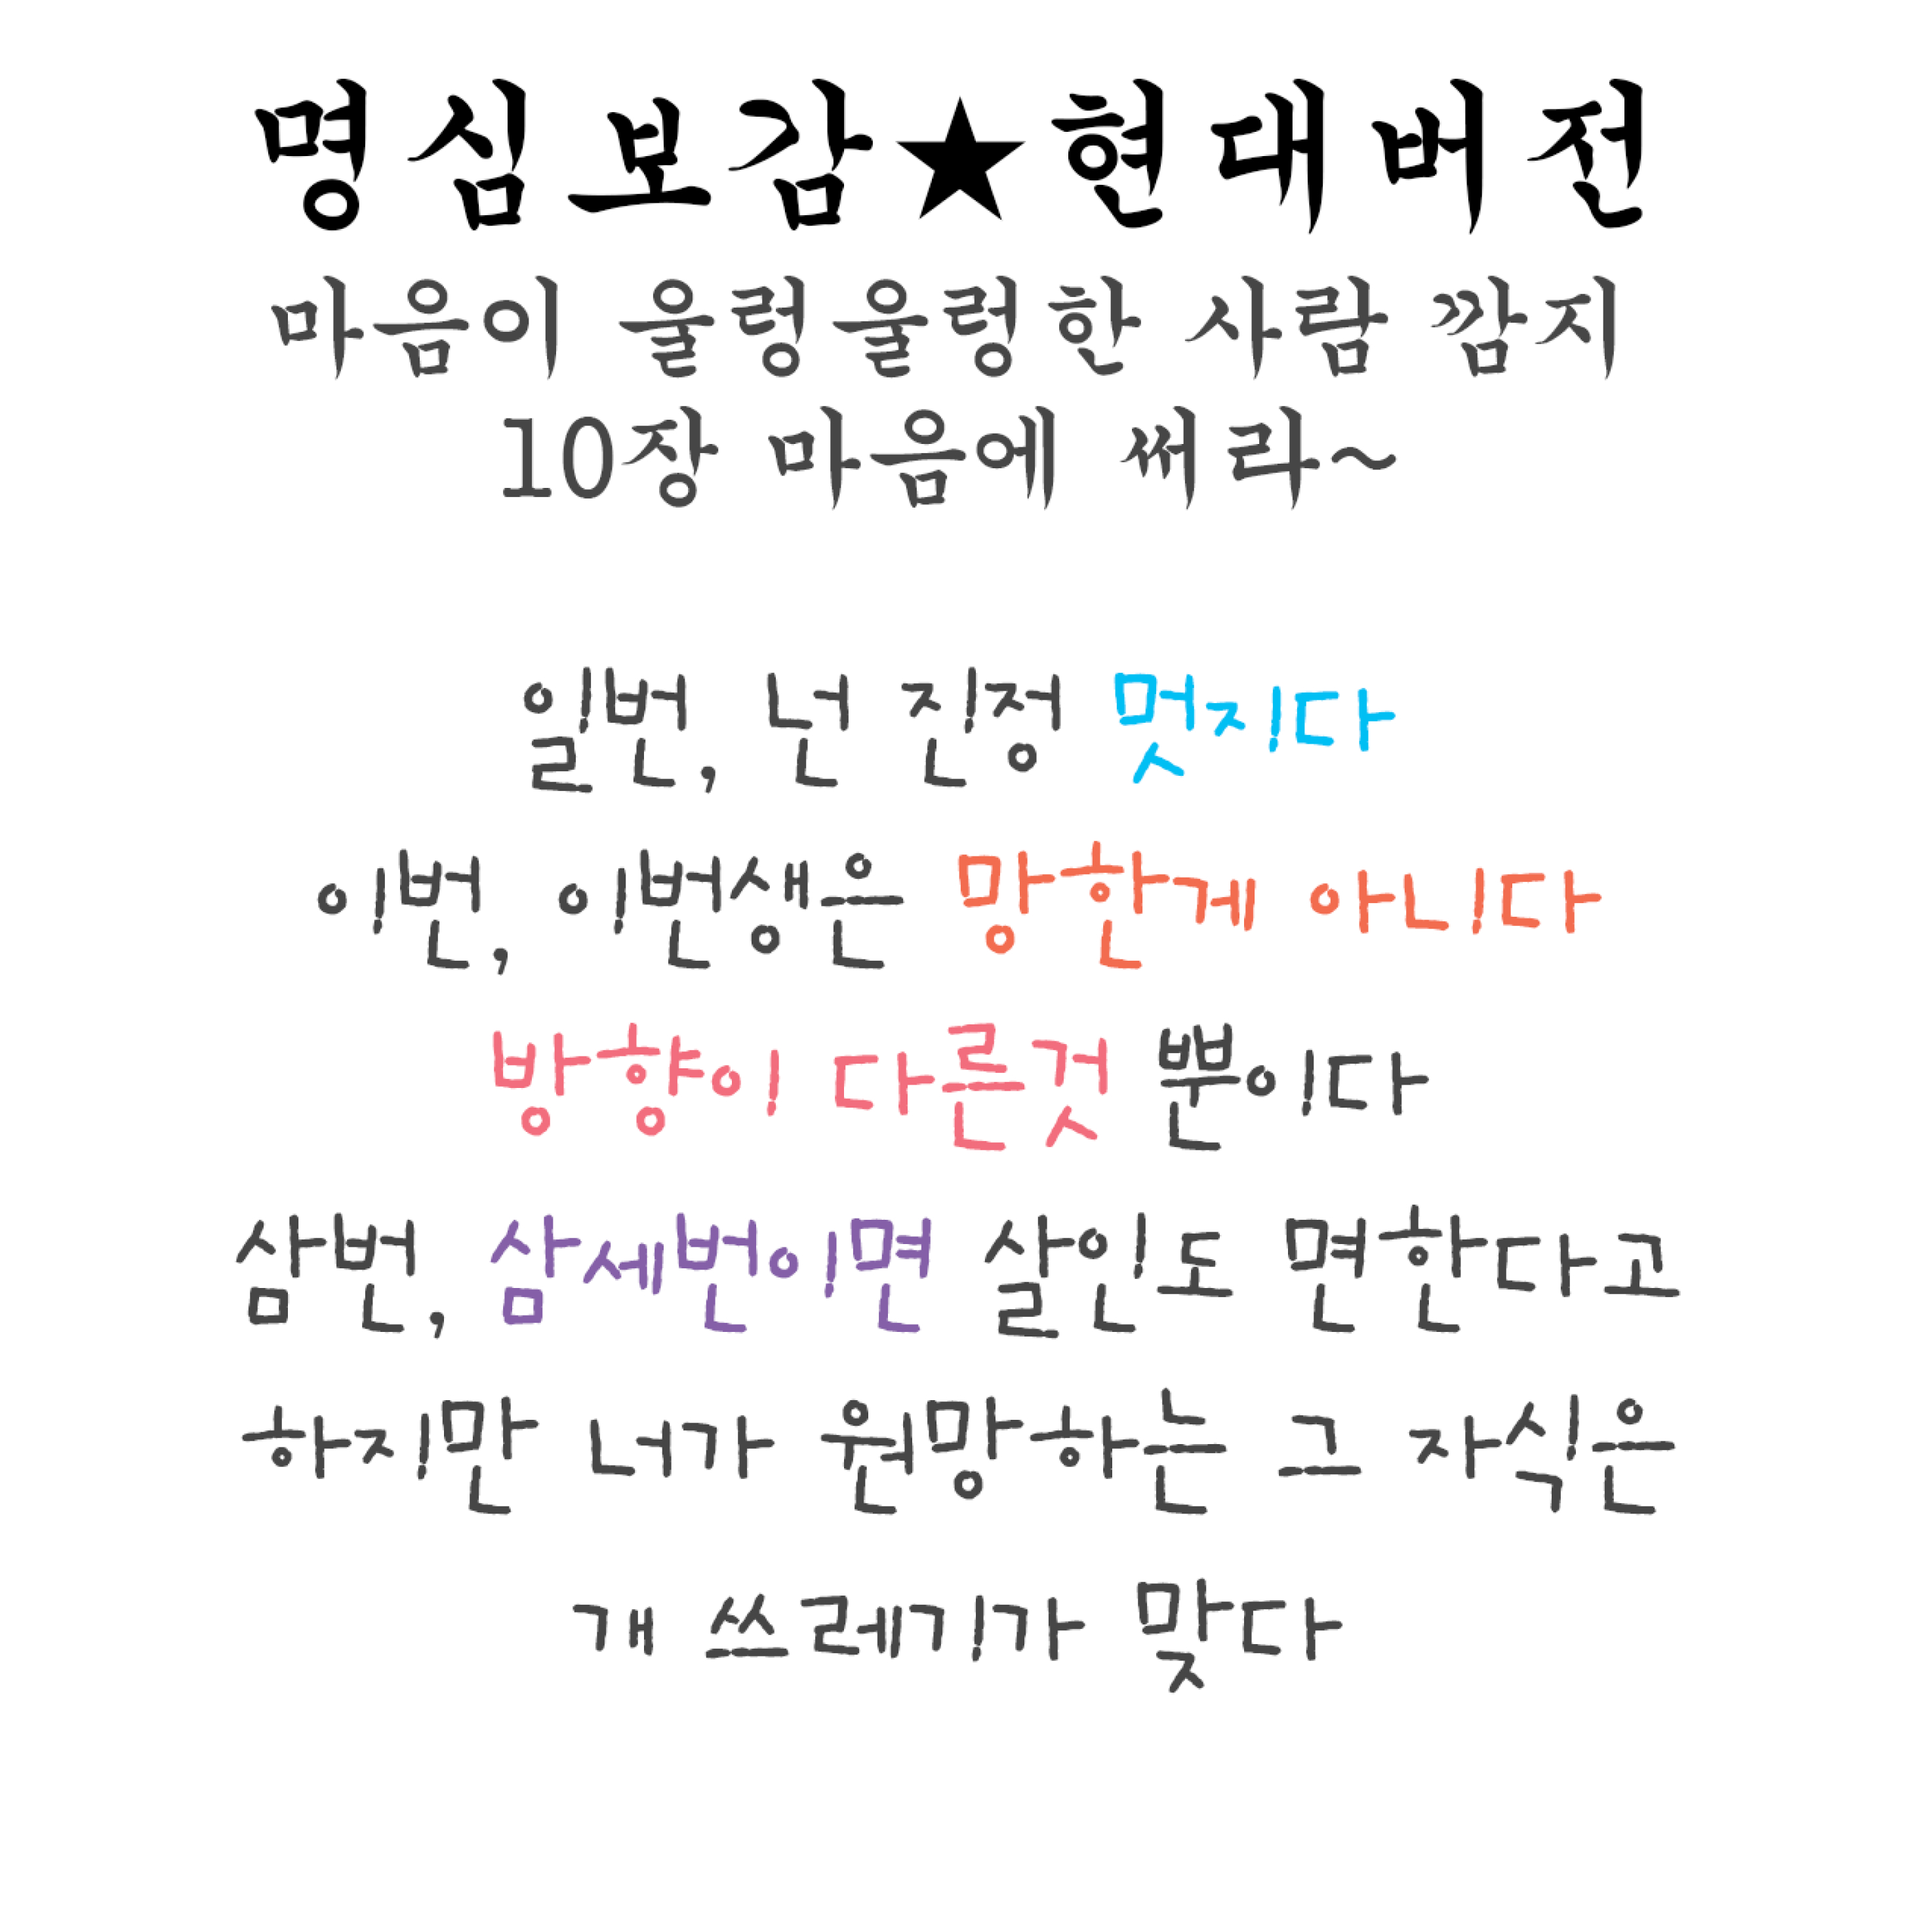 명심보감★현대버전
마음이 울렁울렁한 사람 깜지
10장 마음에 써라~
일번, 넌 진정 멋지다
이번, 이번생은 망한게 아니다
방향이 다른것 뿐이다
삼번, 삼세번이면 살인도 면한다고
하지만 너가 원망하는 그 자식은
개 쓰레기가 맞다